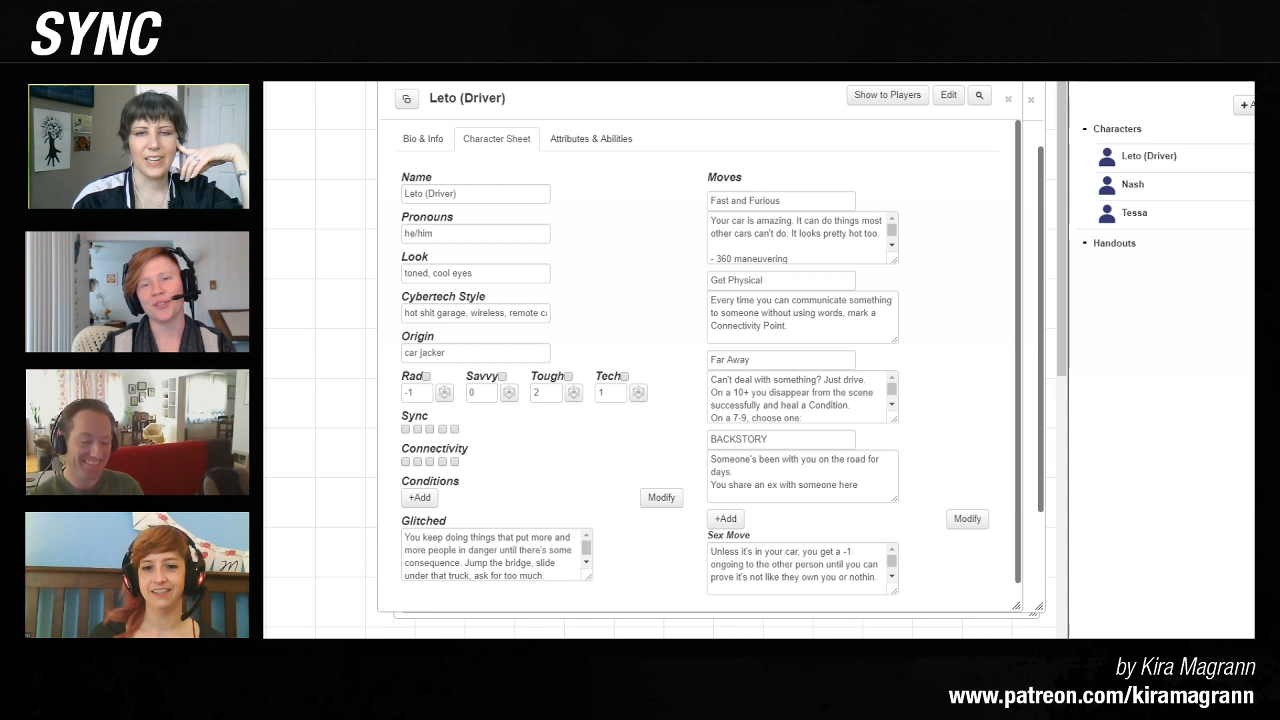 SYNC
Leto (Driver)
Show to Players
Edit
Bio & Info
Character Sheet
Attributes & Abilities
Name
Leto (Driver)
Pronouns
he/him
Look
toned, cool eyes
Cybertech Style
hot shit garage, wireless, remote ca
Origin
car jacker
Rad Savvy Tough Tech
-1 0 2 1
Sync
Connectivity
Conditions
+Add
Modify
Glitched
You keep doing things that put more and
more people in danger until there's some
consequence. Jump the bridge, slide
under that truck, ask for too much.
Moves
Fast and Furious
Your car is amazing. It can do things most
other cars can't do. It looks pretty hot too.
- 360 maneuvering
Get Physical
Every time you can communicate something
to someone without using words, mark a
Connectivity Point.
Far Away
Can't deal with something? Just drive.
On a 10+ you disappear from the scene
successfully and heal a Condition.
On a 7-9, choose one:
BACKSTORY
Someone's been with you on the road for
days.
You share an ex with someone here
+Add
Modify
Sex Move
Unless it's in your car, you get a -1
ongoing to the other person until you can
prove it's not like they own you or nothin.
+ A
Characters
Leto (Driver)
Nash
Tessa
Handouts
by Kira Magrann
www.patreon.com/kiramagrann